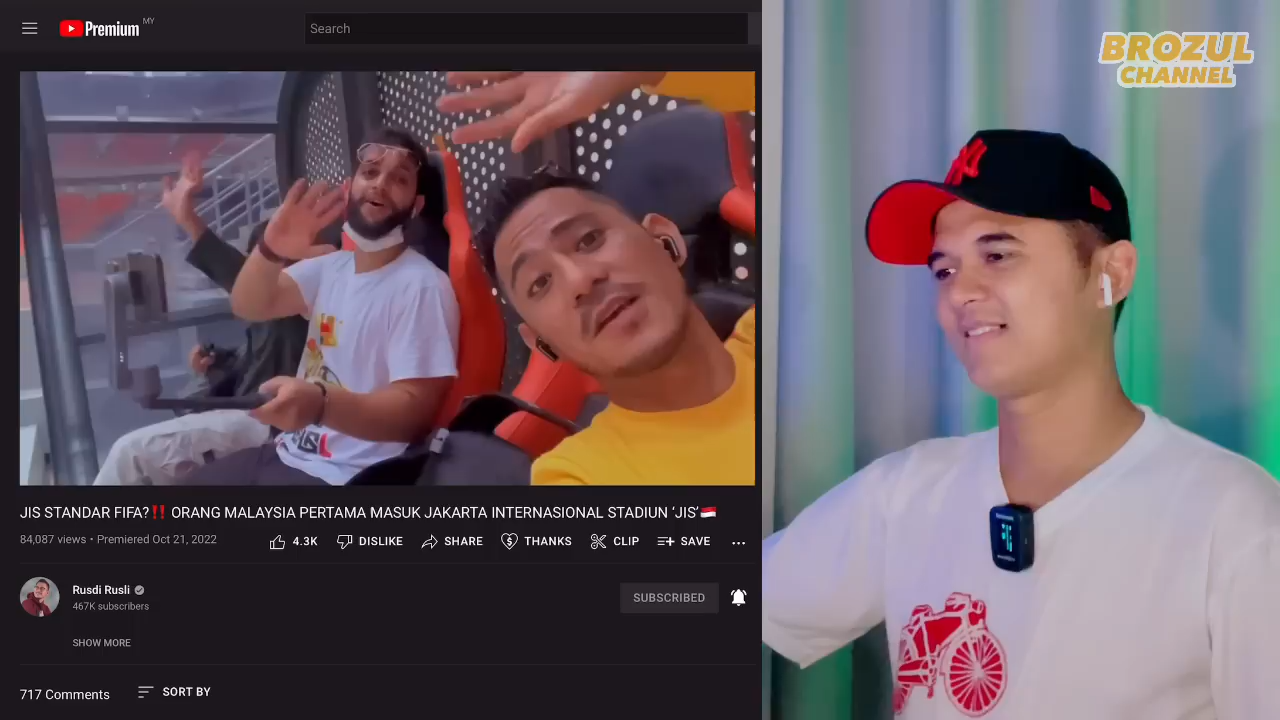 Premium MY
Search
BROZUL
CHANNEL
JIS STANDAR FIFA?‼️ ORANG MALAYSIA PERTAMA MASUK JAKARTA INTERNASIONAL STADIUN 'JIS'🇮🇩
84,087 views • Premiered Oct 21, 2022
4.3K DISLIKE SHARE THANKS CLIP SAVE ...
Rusdi Rusli
467K subscribers
SUBSCRIBED
SHOW MORE
717 Comments SORT BY